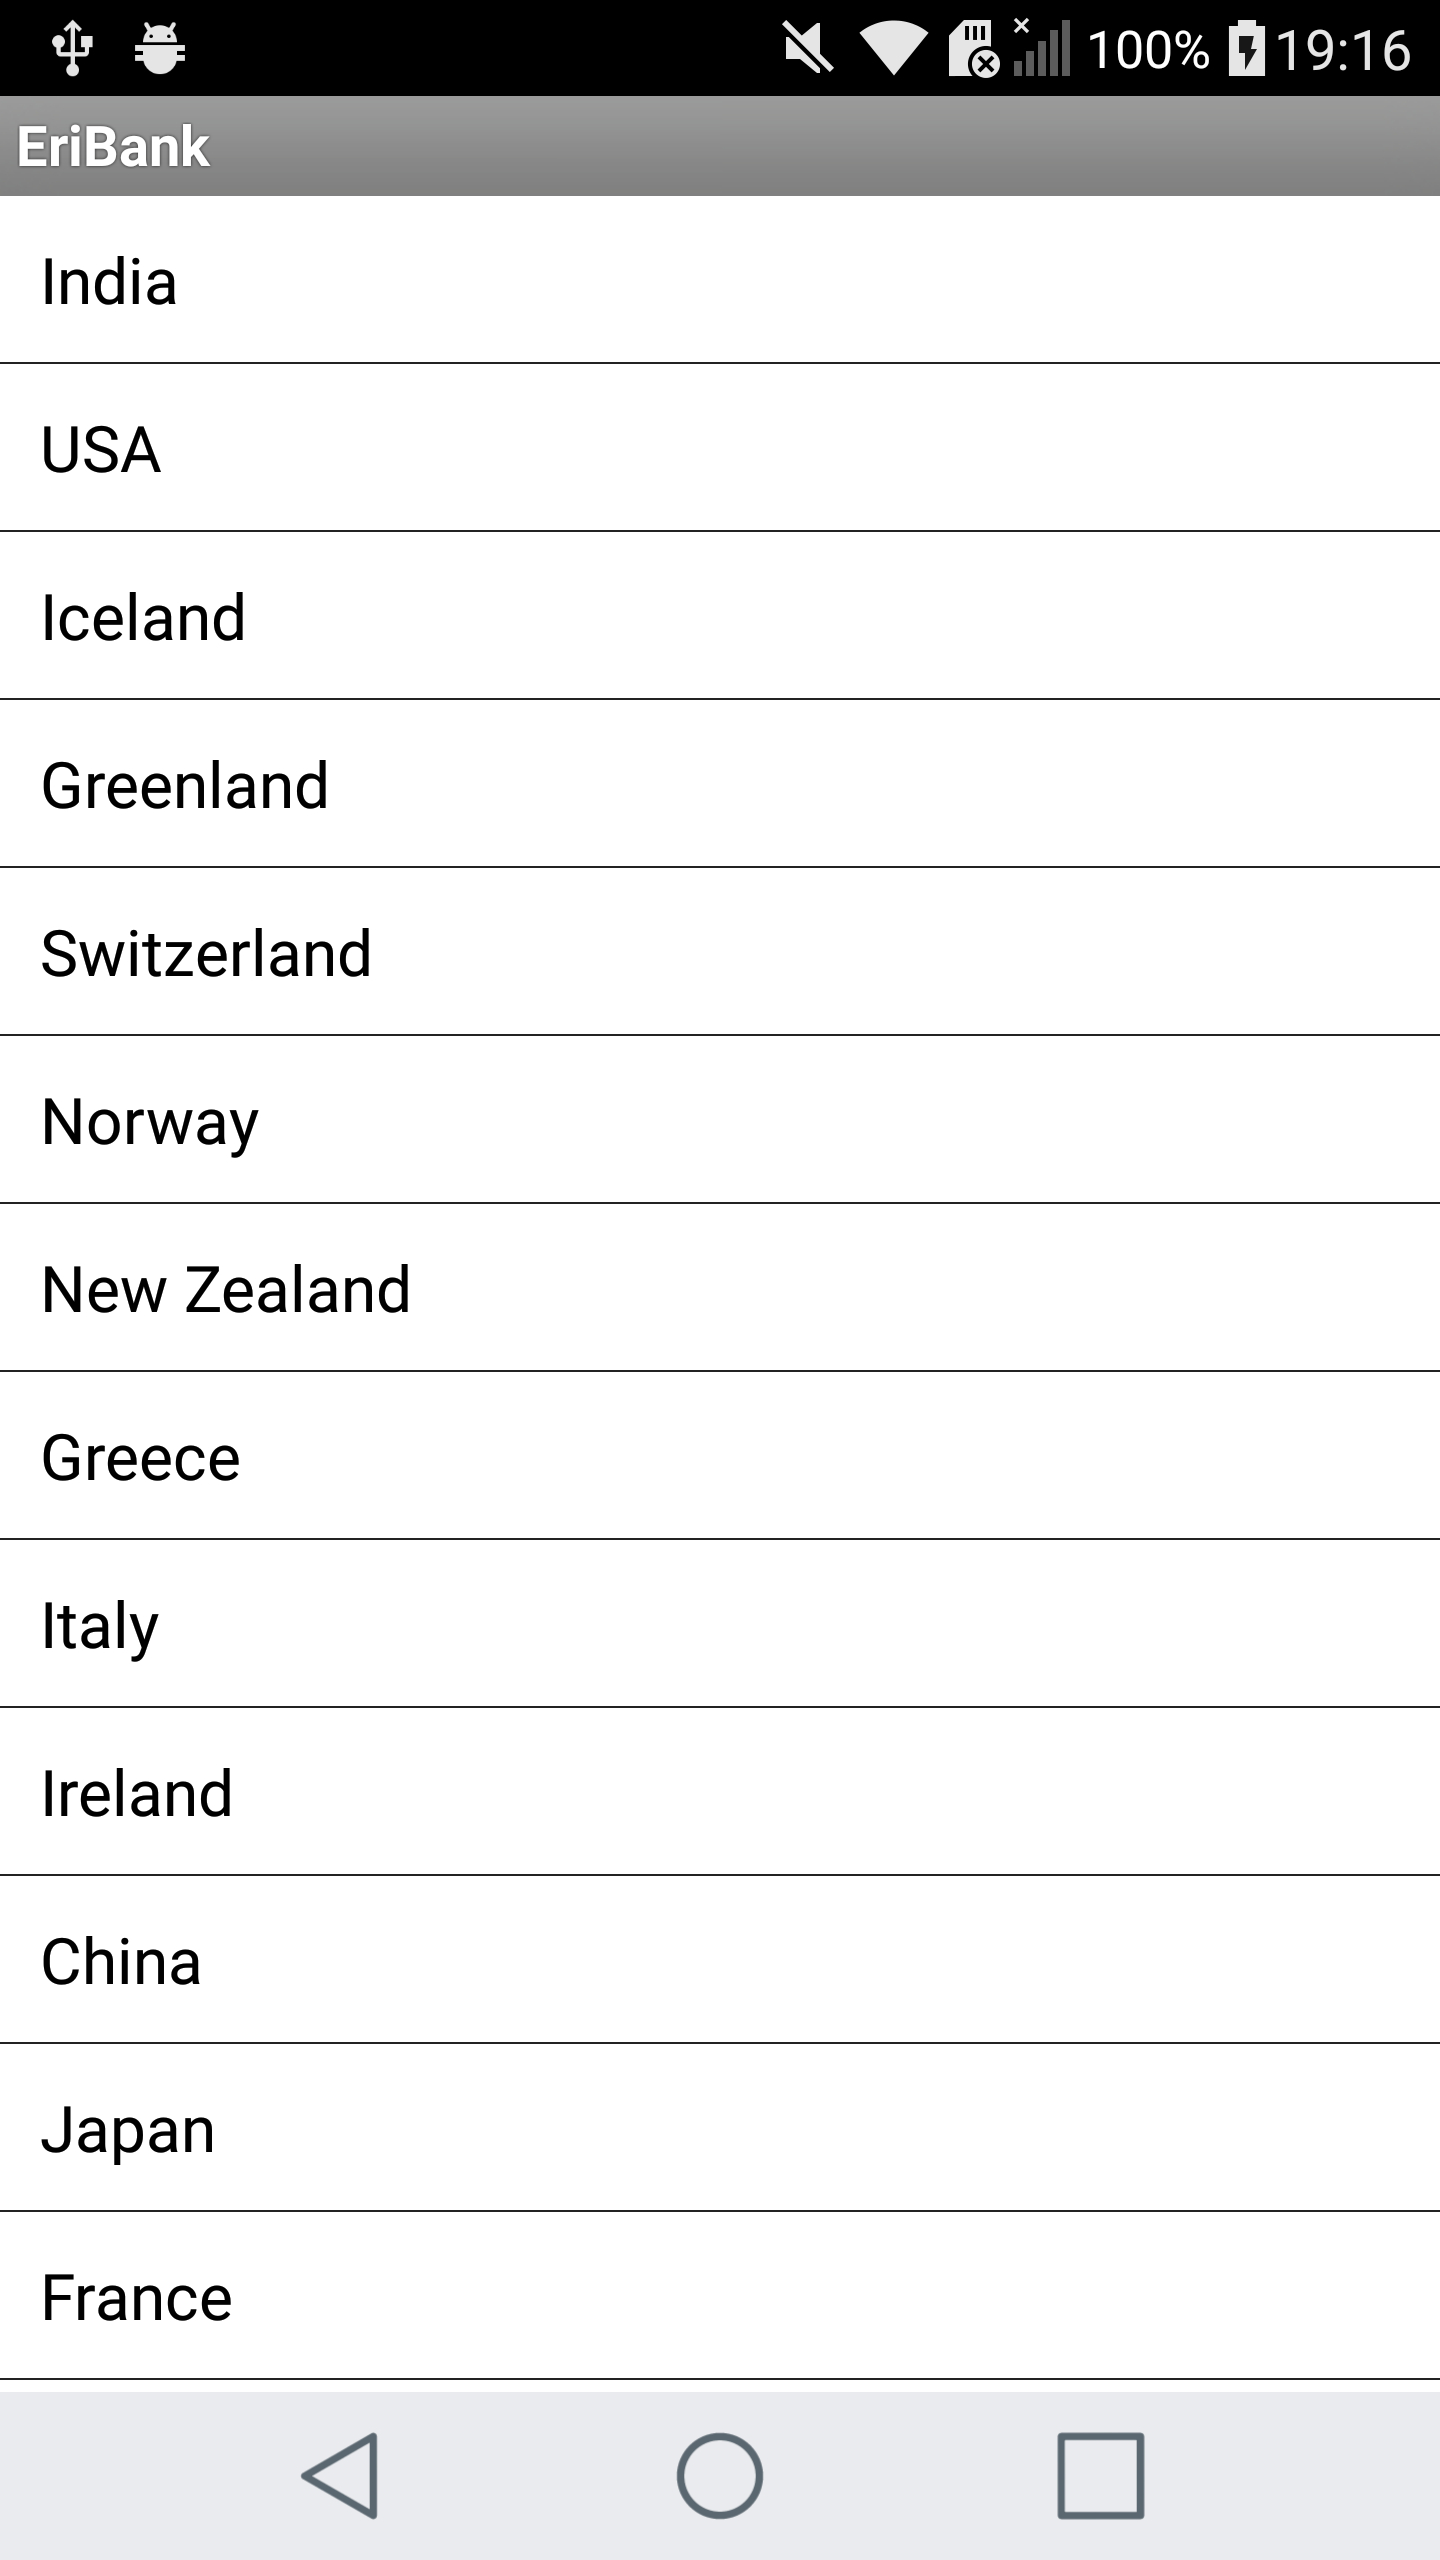 100% 19:16
EriBank
India
USA
Iceland
Greenland
Switzerland
Norway
New Zealand
Greece
Italy
Ireland
China
Japan
France